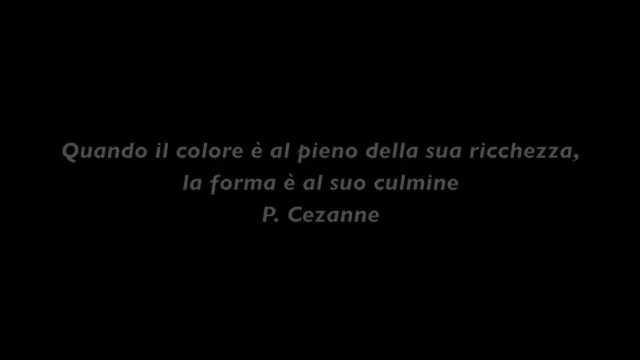 Quando il colore è al pieno della sua ricchezza,
la forma è al suo culmine
P. Cezanne